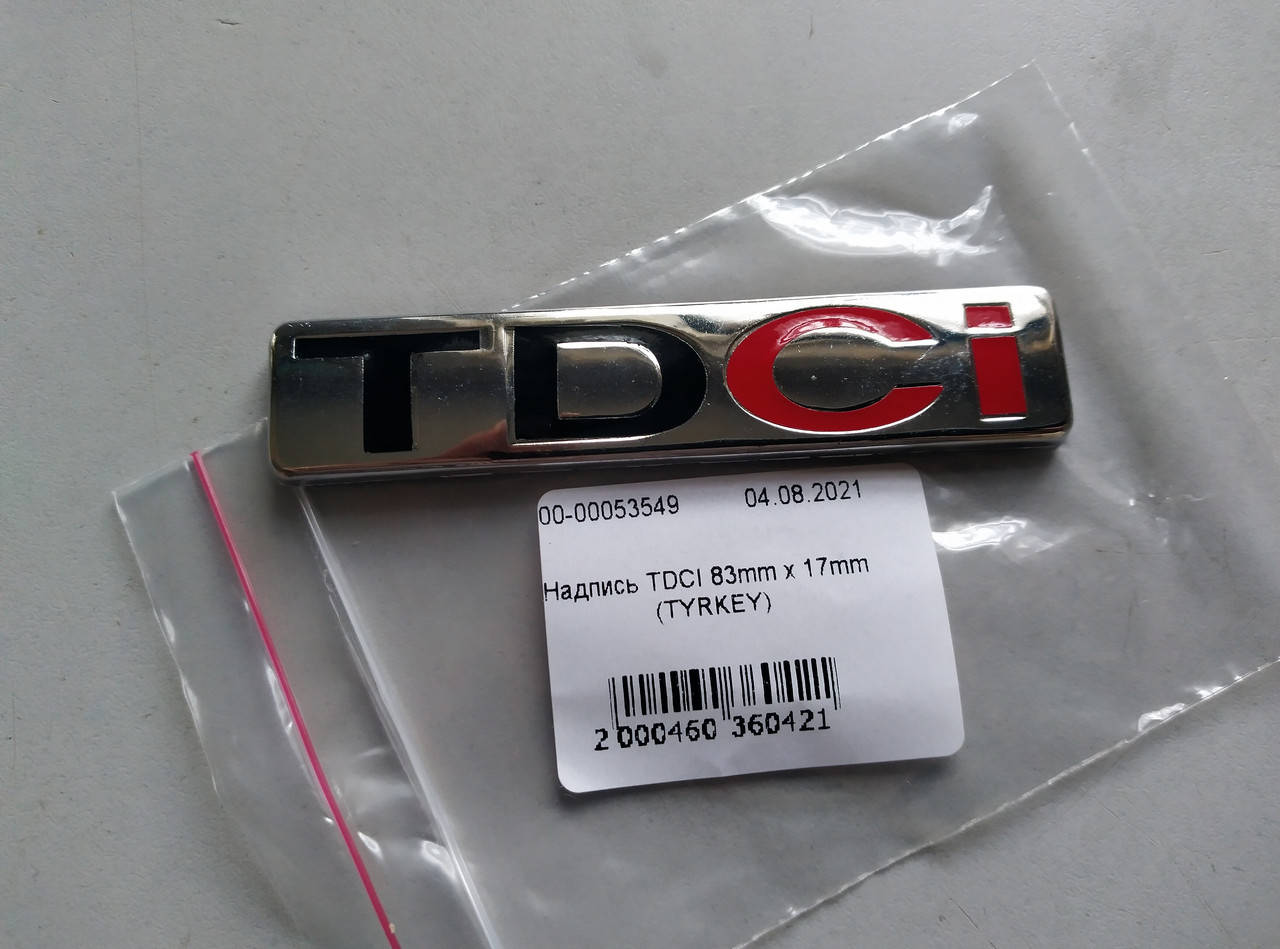 TDCi
00-00053549 04.08.2021
Надпись TDCI 83mm x 17mm
(TYRKEY)
2 000460 360421